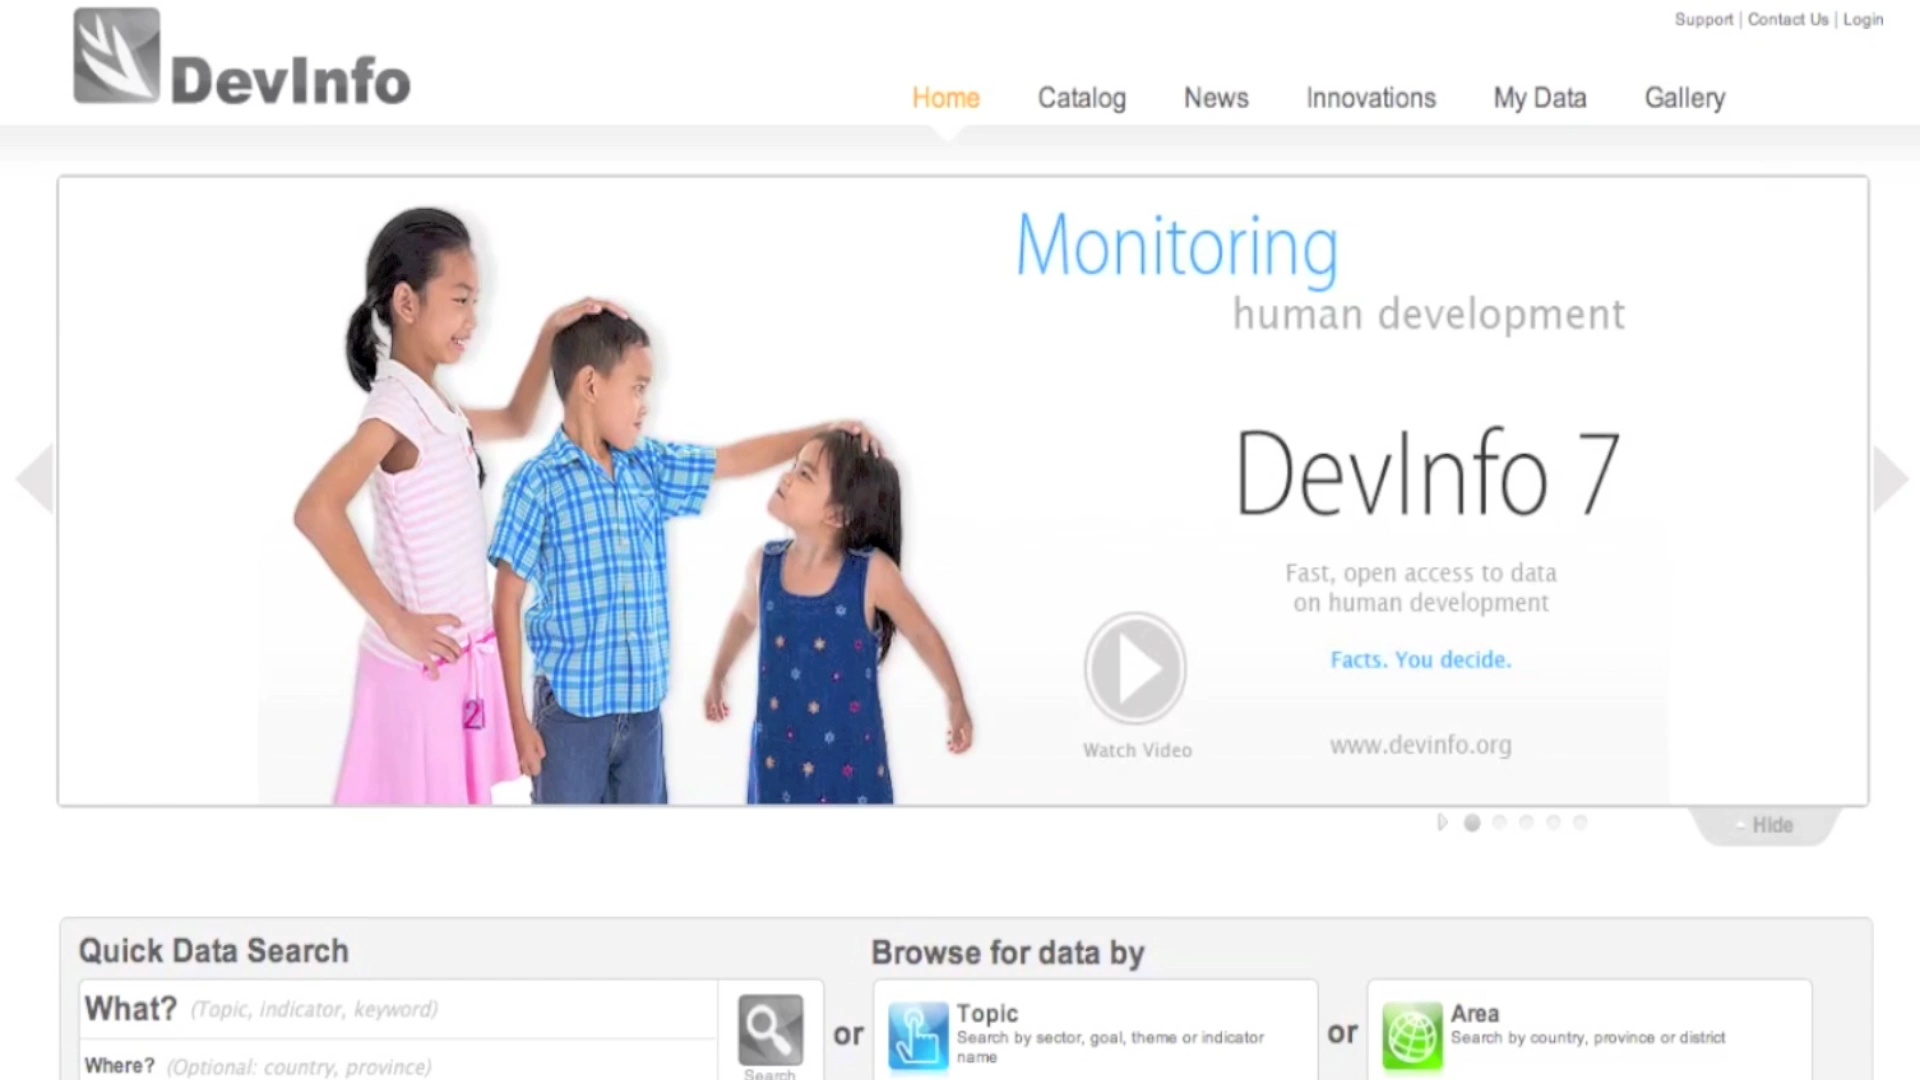 Support | Contact Us | Login
DevInfo
Home Catalog News Innovations My Data Gallery
Monitoring
human development
DevInfo 7
Fast, open access to data
on human development
Facts. You decide.
Watch Video
www.devinfo.org
2
Hide
Quick Data Search
What? (Topic, indicator, keyword)
Where? (Optional: country, province)
Search
or
Browse for data by
Topic
Search by sector, goal, theme or indicator
name
or
Area
Search by country, province or district